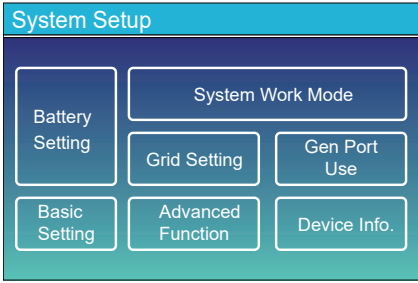 System Setup
Battery
Setting
System Work Mode
Grid Setting
Gen Port
Use
Basic
Setting
Advanced
Function
Device Info.